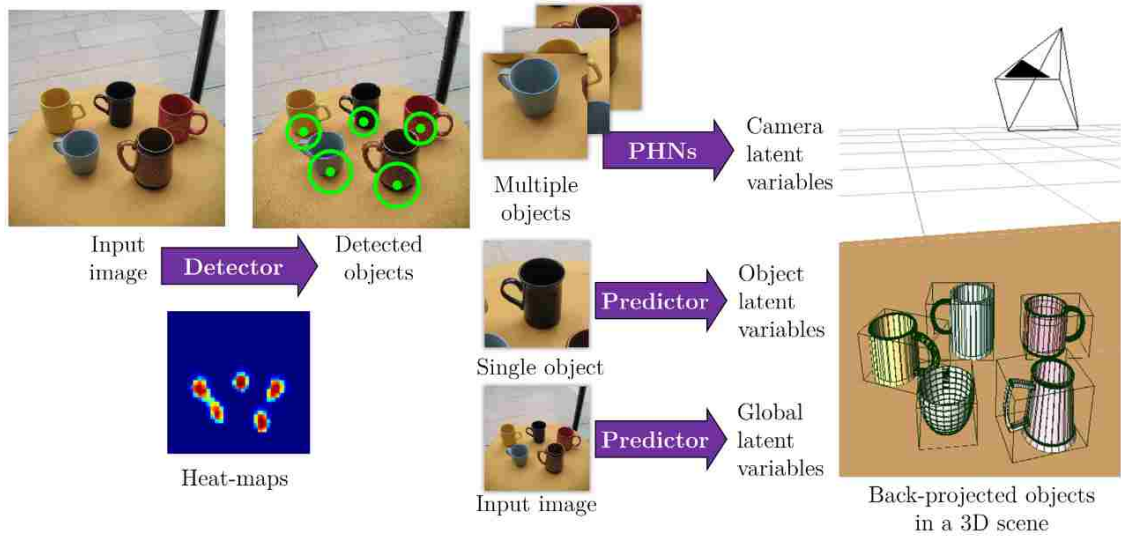 Input
image
Detector
Detected
objects
Heat-maps
Multiple
objects
PHNs
Camera
latent
variables
Single object
Predictor
Object
latent
variables
Input image
Predictor
Global
latent
variables
Back-projected objects
in a 3D scene